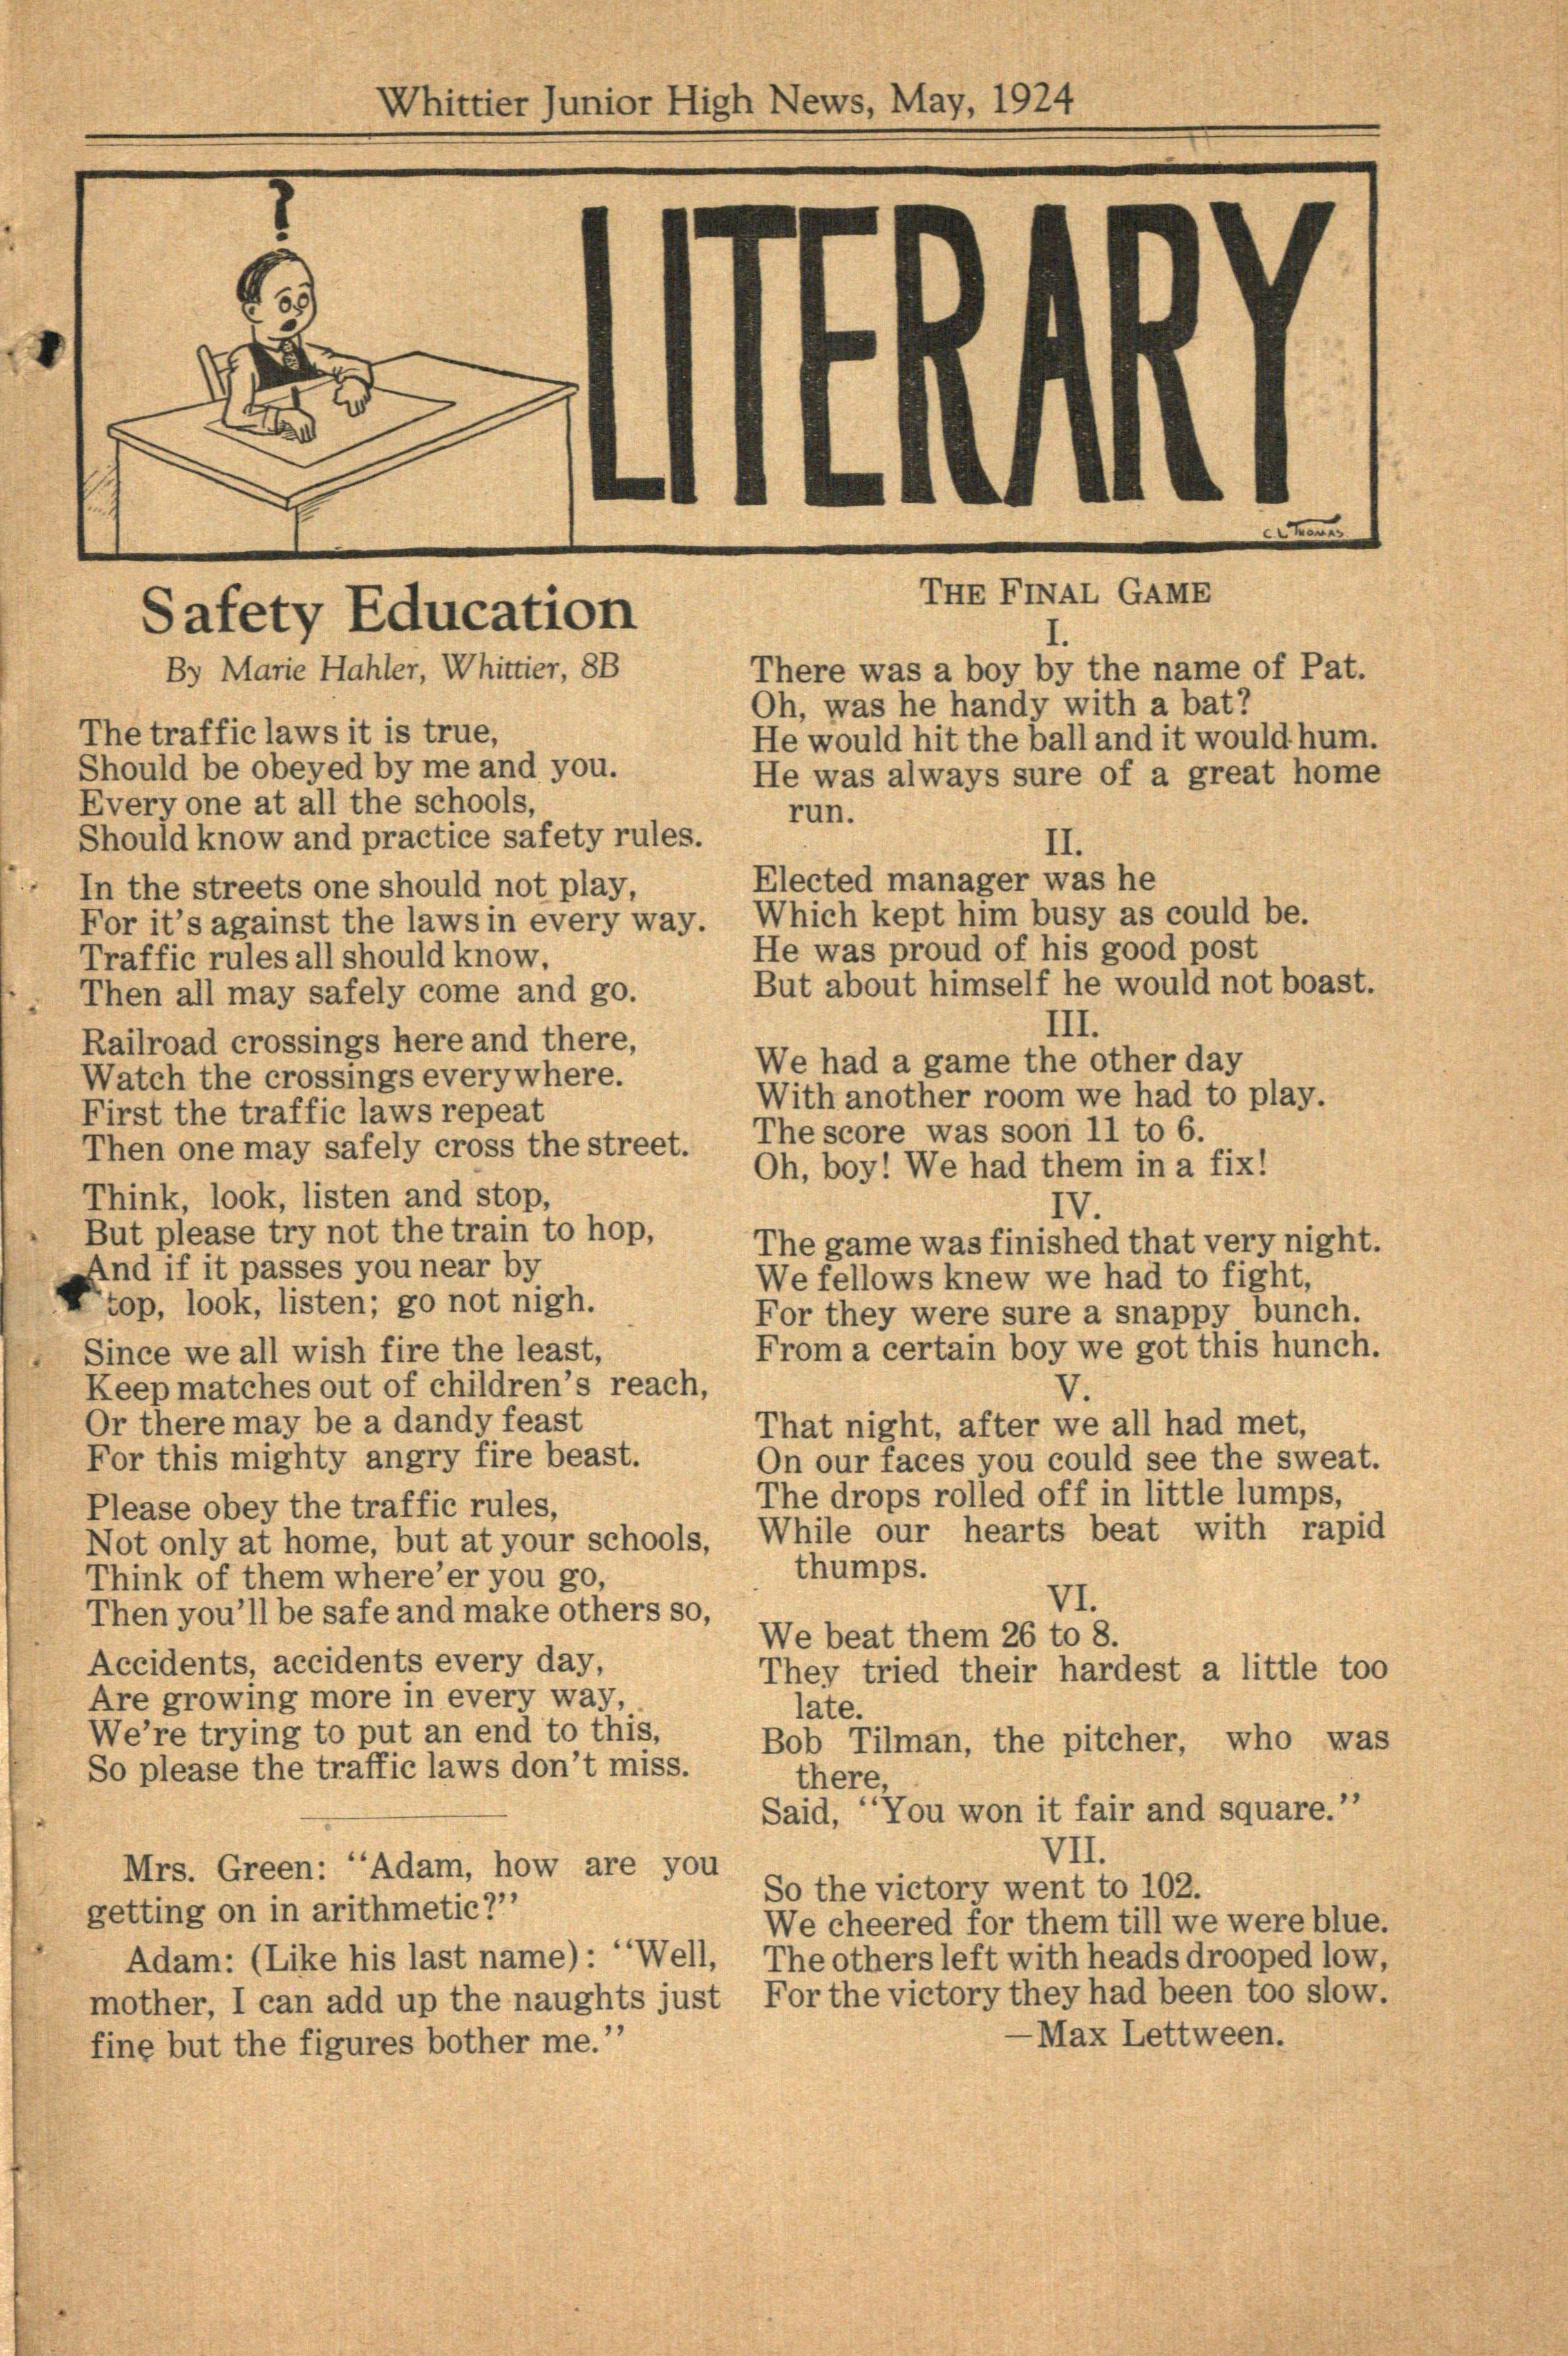 Whittier Junior High News, May, 1924
LITERARY
Safety Education
By Marie Hahler, Whittier, 8B
The traffic laws it is true,
Should be obeyed by me and you.
Every one at all the schools,
Should know and practice safety rules.
In the streets one should not play,
For it's against the laws in every way.
Traffic rules all should know,
Then all may safely come and go.
Railroad crossings here and there,
Watch the crossings everywhere.
First the traffic laws repeat
Then one may safely cross the street.
Think, look, listen and stop,
But please try not the train to hop,
And if it passes you near by
top, look, listen; go not nigh.
Since we all wish fire the least,
Keep matches out of children's reach,
Or there may be a dandy feast
For this mighty angry fire beast.
Please obey the traffic rules,
Not only at home, but at your schools,
Think of them where'er you go,
Then you'll be safe and make others so,
Accidents, accidents every day,
Are growing more in every way,
We're trying to put an end to this,
So please the traffic laws don't miss.
Mrs. Green: "Adam, how are you
getting on in arithmetic?"
Adam: (Like his last name): "Well,
mother, I can add up the naughts just
fine but the figures bother me."
THE FINAL GAME
I.
There was a boy by the name of Pat.
Oh, was he handy with a bat?
He would hit the ball and it would hum.
He was always sure of a great home
run.
II.
Elected manager was he
Which kept him busy as could be.
He was proud of his good post
But about himself he would not boast.
III.
We had a game the other day
With another room we had to play.
The score was soon 11 to 6.
Oh, boy! We had them in a fix!
IV.
The game was finished that very night.
We fellows knew we had to fight,
For they were sure a snappy bunch.
From a certain boy we got this hunch.
V.
That night, after we all had met,
On our faces you could see the sweat.
The drops rolled off in little lumps,
While our hearts beat with rapid
thumps.
VI.
We beat them 26 to 8.
They tried their hardest a little too
late.
Bob Tilman, the pitcher, who was
there,
Said, "You won it fair and square."
VII.
So the victory went to 102.
We cheered for them till we were blue.
The others left with heads drooped low,
For the victory they had been too slow.
—Max Lettween.